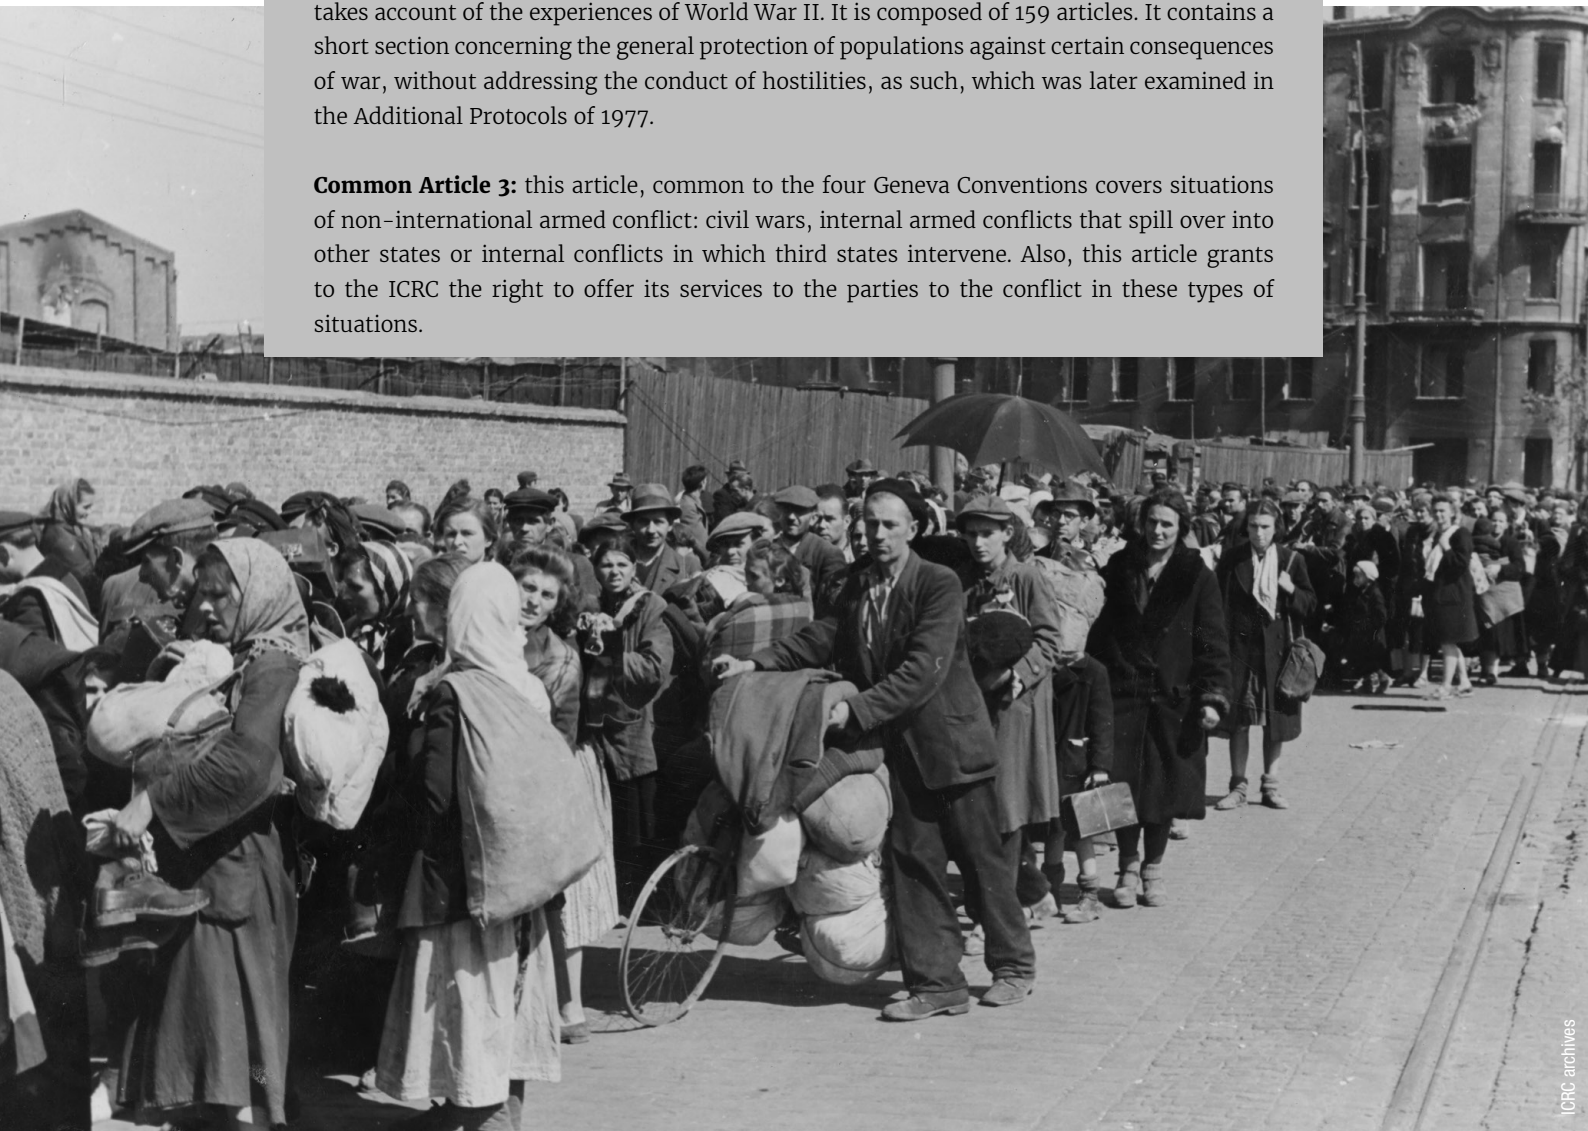 takes account of the experiences of World War II. It is composed of 159 articles. It contains a
short section concerning the general protection of populations against certain consequences
of war, without addressing the conduct of hostilities, as such, which was later examined in
the Additional Protocols of 1977.
Common Article 3: this article, common to the four Geneva Conventions covers situations
of non-international armed conflict: civil wars, internal armed conflicts that spill over into
other states or internal conflicts in which third states intervene. Also, this article grants
to the ICRC the right to offer its services to the parties to the conflict in these types of
situations.
ICRC archives